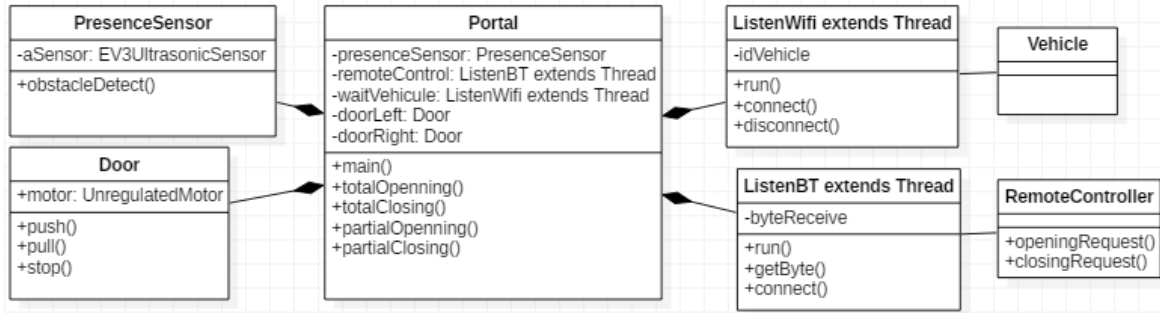 PresenceSensor
-aSensor: EV3UltrasonicSensor
+obstacleDetect()
Door
+motor: UnregulatedMotor
+push()
+pull()
+stop()
Portal
-presenceSensor: PresenceSensor
-remoteControl: ListenBT extends Thread
-waitVehicule: ListenWifi extends Thread
-doorLeft: Door
-doorRight: Door
+main()
+totalOpenning()
+totalClosing()
+partialOpenning()
+partialClosing()
ListenWifi extends Thread
-idVehicle
+run()
+connect()
+disconnect()
Vehicle
ListenBT extends Thread
-byteReceive
+run()
+getByte()
+connect()
RemoteController
+openingRequest()
+closingRequest()